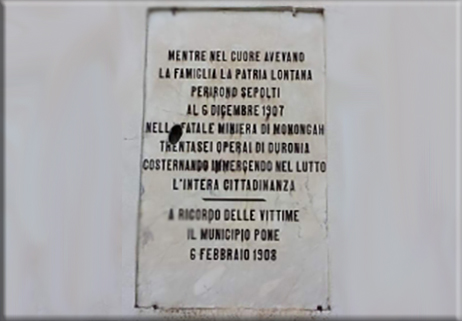 MENTRE NEL CUORE AVEVANO
LA FAMIGLIA LA PATRIA LONTANA
PERIRONO SEPOLTI
AL 6 DICEMBRE 1907
NELLA FATALE MINIERA DI MONONGAH
TRENTASEI OPERAI DI DURONIA
COSTERNANDO IMMERGENDO NEL LUTTO
L'INTERA CITTADINANZA
A RICORDO DELLE VITTIME
IL MUNICIPIO PONE
6 FEBBRAIO 1908